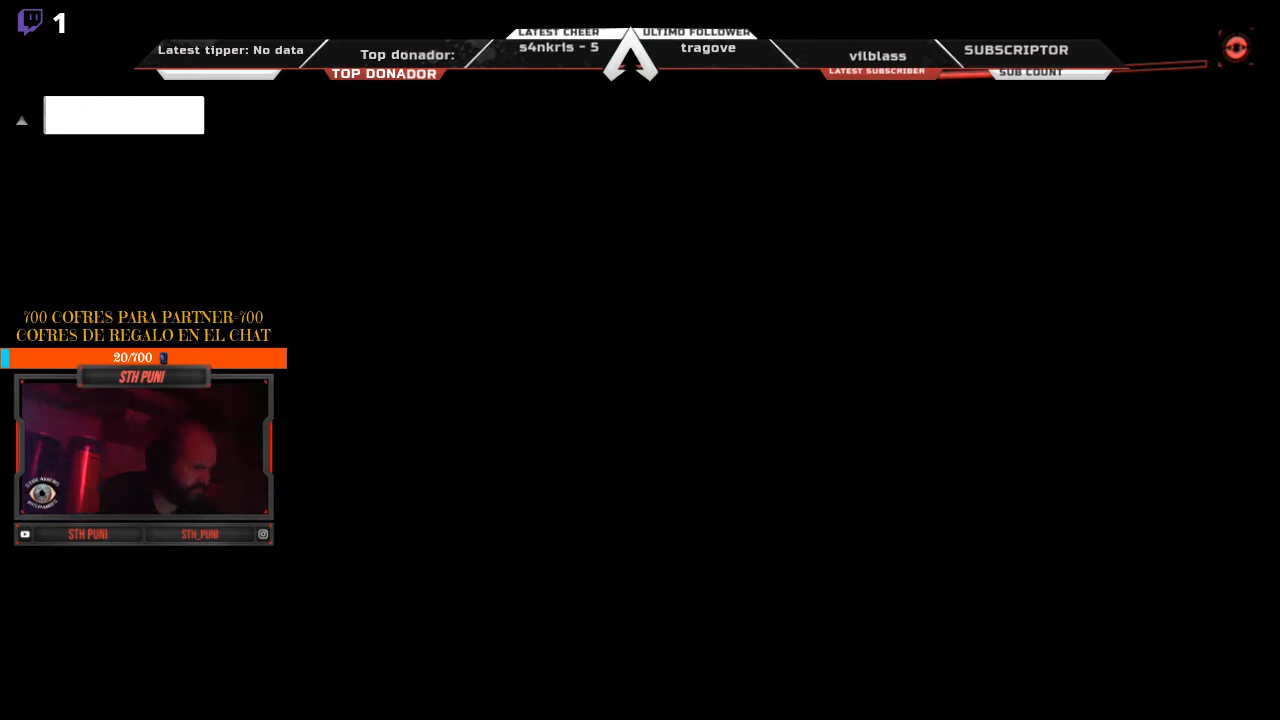 1
LATEST CHEER
ULTIMO FOLLOWER
Latest tipper: No data
Top donador:
s4nkris - 5
tragove
vilblass
SUBSCRIPTOR
TOP DONADOR
LATEST SUBSCRIBER
SUB COUNT
700 COFRES PARA PARTNER=700
COFRES DE REGALO EN EL CHAT
20/700
STH PUNI
STREAMERS
STH PUNI
STH_PUNI